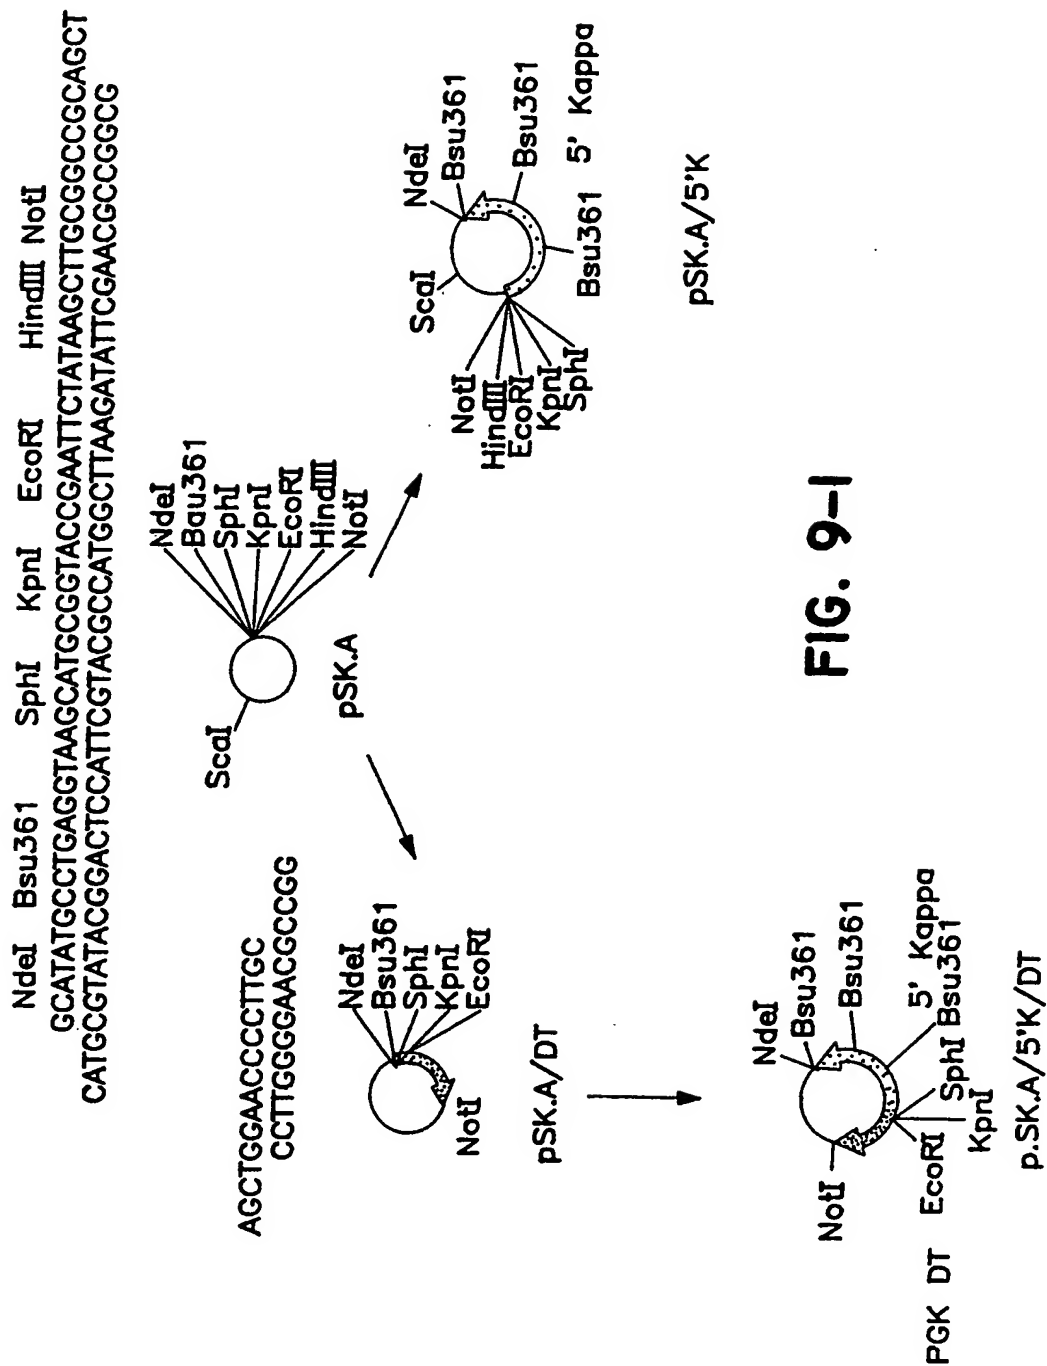 NdeI Bsu361 SphI KpnI EcoRI HindIII NotI
GCATATGCCTGAGGTAAGCATGCGGTACCGAATTCTATAAGCTTGCGGCCGCAGCT
CATGCGTATACGGACTCCATTCGTACGCCATGGCTTAAGATATTCGAACGCCGGCG
ScaI
NdeI
Bau361
SphI
KpnI
EcoRI
HindIII
NotI
pSK.A
AGCTGGAACCCCTTGC
CCTTGGGGAACGCCGG
NdeI
Bsu361
SphI
KpnI
EcoRI
NotI
pSK.A/DT
ScaI
NdeI
Bsu361
Bsu361
5' Kappa
Bsu361
NotI
HindIII
EcoRI
KpnI
SphI
pSK.A/5'K
NdeI
Bsu361
Bsu361
5' Kappa
Bsu361
SphI
KpnI
EcoRI
NotI
PGK DT
p.SK.A/5'K/DT
FIG. 9-1